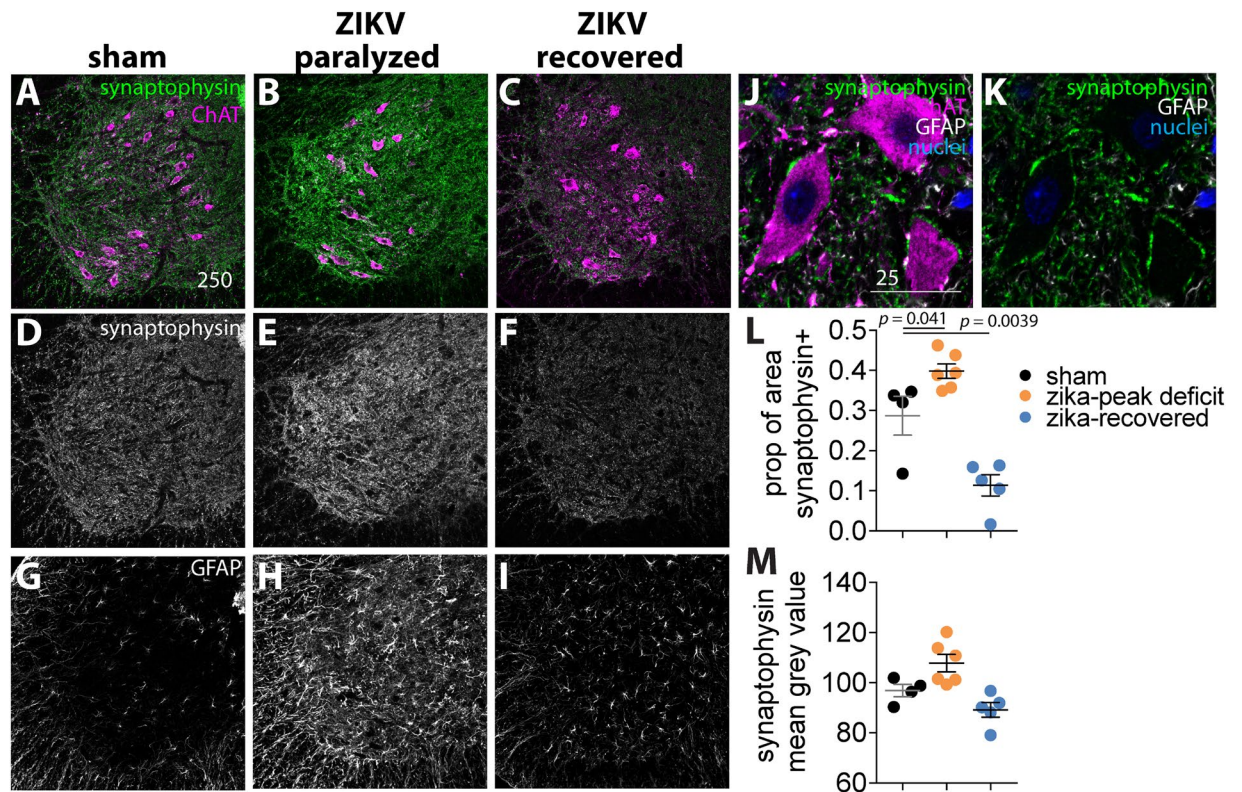 sham
ZIKV
paralyzed
ZIKV
recovered
A
synaptophysin
ChAT
250
B
C
J
synaptophysin
ChAT
GFAP
nuclei
25
K
synaptophysin
GFAP
nuclei
D
synaptophysin
E
F
G
GFAP
H
I
L
p = 0.041
p = 0.0039
prop of area
synaptophysin+
0.5
0.4
0.3
0.2
0.1
0.0
sham
zika-peak deficit
zika-recovered
M
synaptophysin
mean grey value
140
120
100
80
60